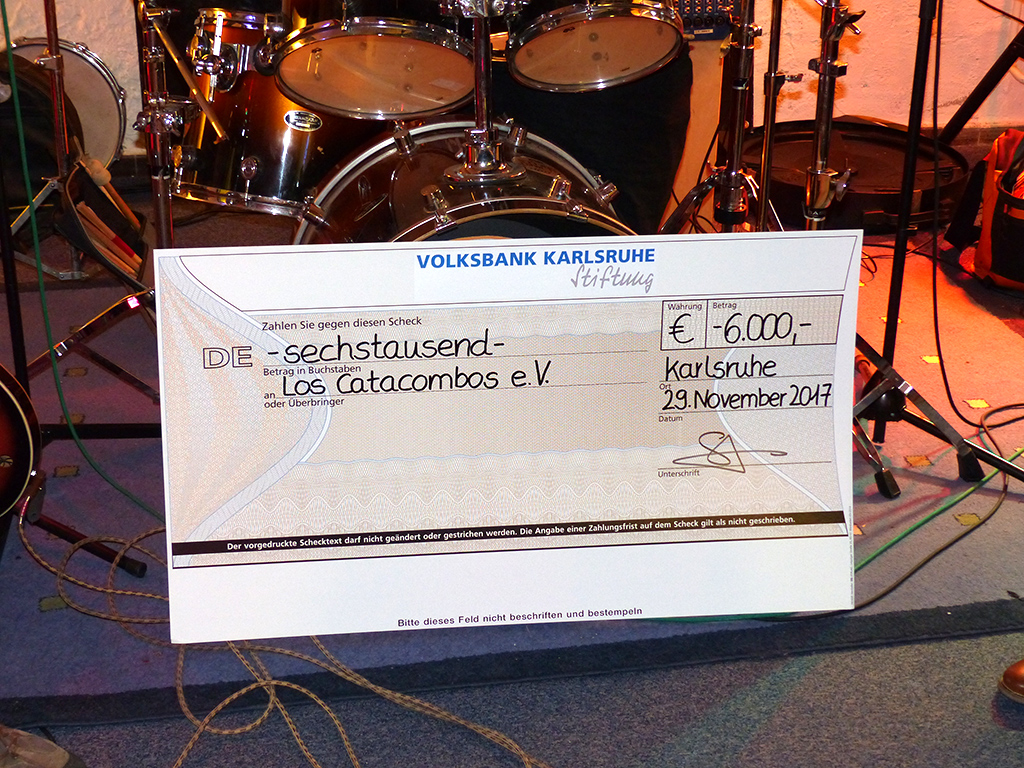 VOLKSBANK KARLSRUHE
Stiftung
Zahlen Sie gegen diesen Scheck
Währung
Betrag
€
-6.000,-
DE
-sechstausend-
Betrag in Buchstaben
Karlsruhe
Ort
an Los Catacombos e.V.
oder Überbringer
29. November 2017
Datum
Unterschrift
Der vorgedruckte Schecktext darf nicht geändert oder gestrichen werden. Die Angabe einer Zahlungsfrist auf dem Scheck gilt als nicht geschrieben.
Bitte dieses Feld nicht beschriften und bestempeln